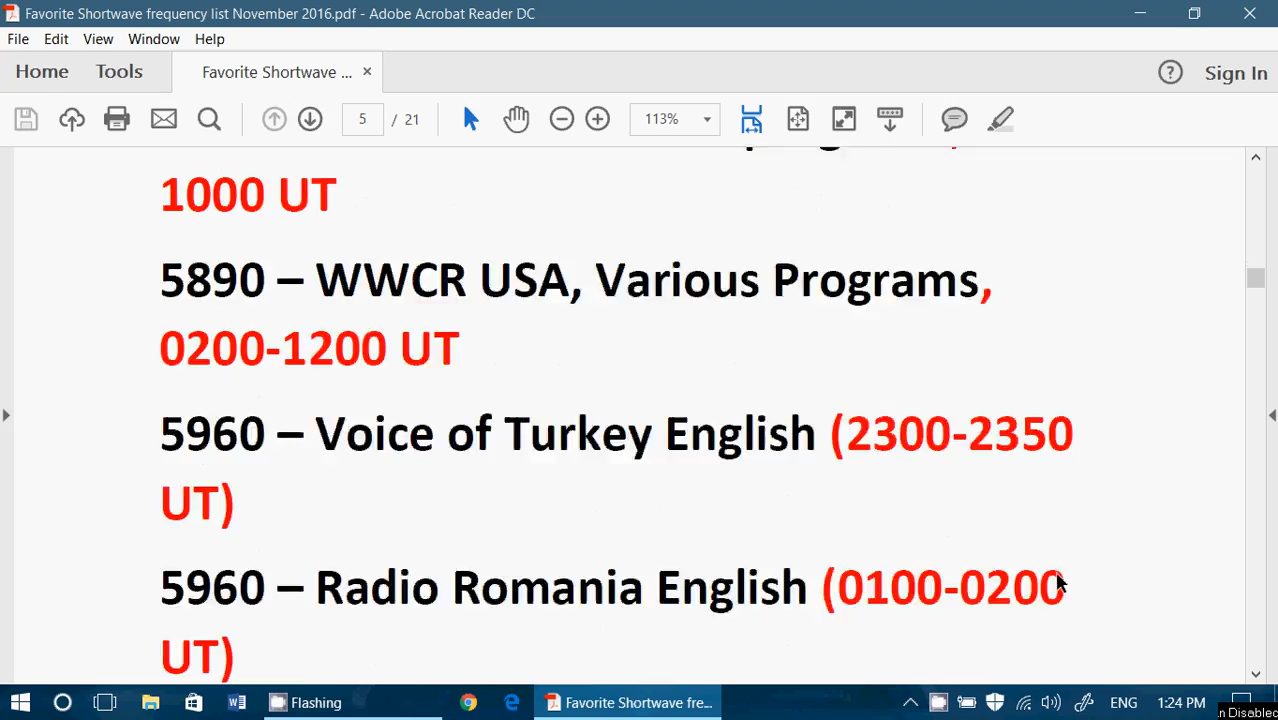 Favorite Shortwave frequency list November 2016.pdf - Adobe Acrobat Reader DC
File Edit View Window Help
Home Tools Favorite Shortwave ... × ? Sign In
5 / 21 113%
1000 UT
5890 – WWCR USA, Various Programs,
0200-1200 UT
5960 – Voice of Turkey English (2300-2350
UT)
5960 – Radio Romania English (0100-0200
UT)
Flashing Favorite Shortwave fre... ENG 1:24 PM
n Disabled